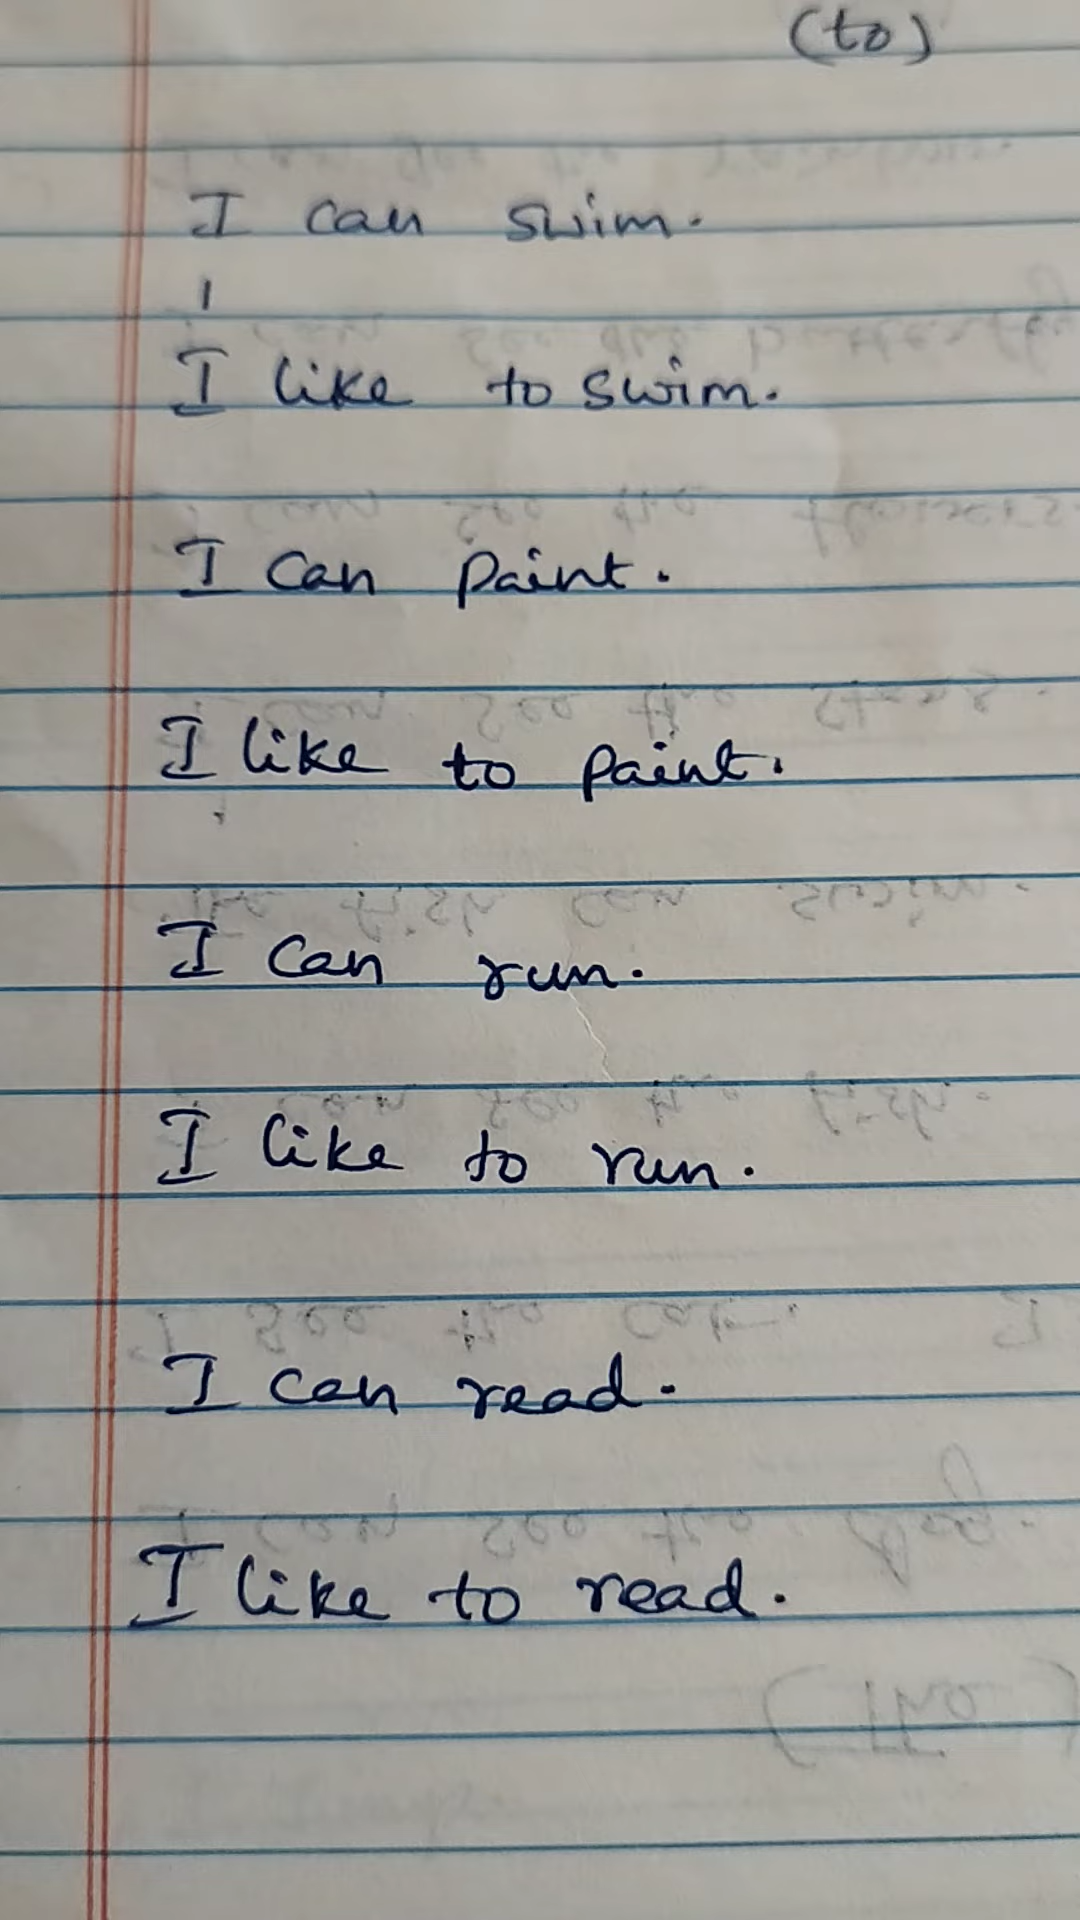 (to)
I can swim.
I like to swim.
I can paint.
I like to paint.
I can run.
I like to run.
I can read.
I like to read.